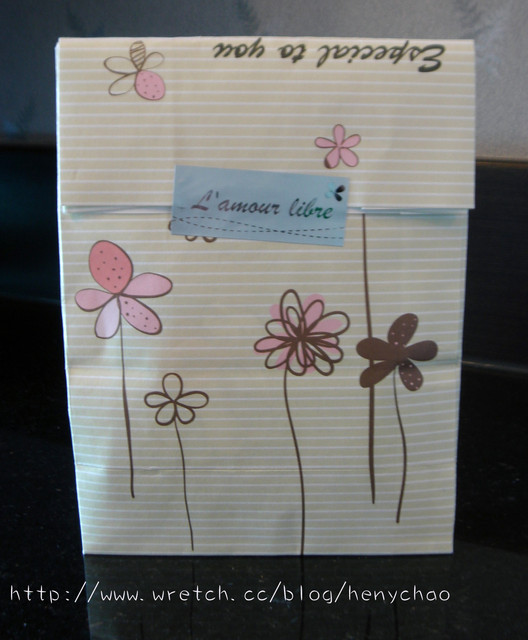 Especial to you
L'amour libre
http://www.wretch.cc/blog/henychao